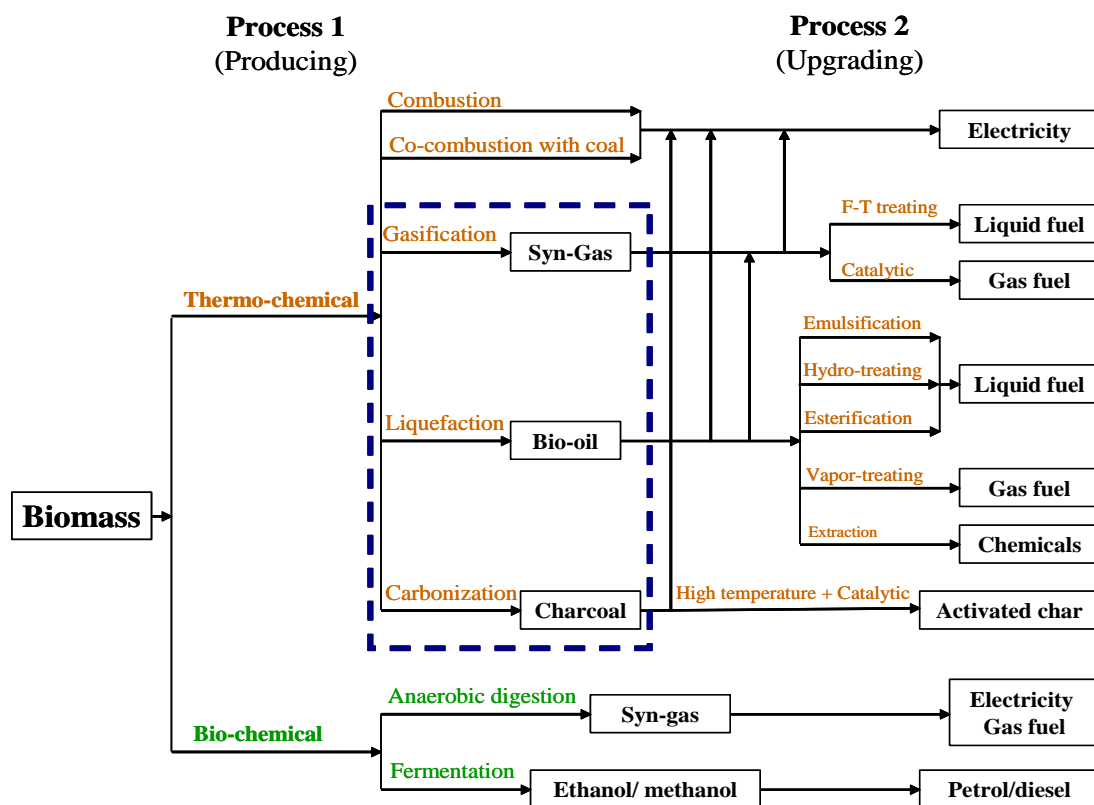 Process 1
(Producing)
Process 2
(Upgrading)
Combustion
Co-combustion with coal
Electricity
Gasification
Syn-Gas
F-T treating
Liquid fuel
Catalytic
Gas fuel
Thermo-chemical
Emulsification
Hydro-treating
Liquid fuel
Esterification
Liquefaction
Bio-oil
Vapor-treating
Gas fuel
Extraction
Chemicals
Biomass
Carbonization
Charcoal
High temperature + Catalytic
Activated char
Anaerobic digestion
Syn-gas
Electricity
Gas fuel
Bio-chemical
Fermentation
Ethanol/ methanol
Petrol/diesel